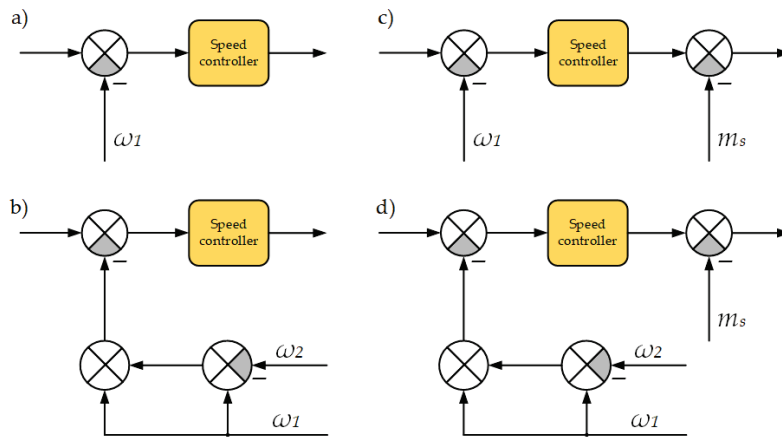 a)
Speed
controller
−
ω1
c)
Speed
controller
−
−
ω1
ms
b)
Speed
controller
−
ω2
−
ω1
d)
Speed
controller
−
−
ms
ω2
−
ω1